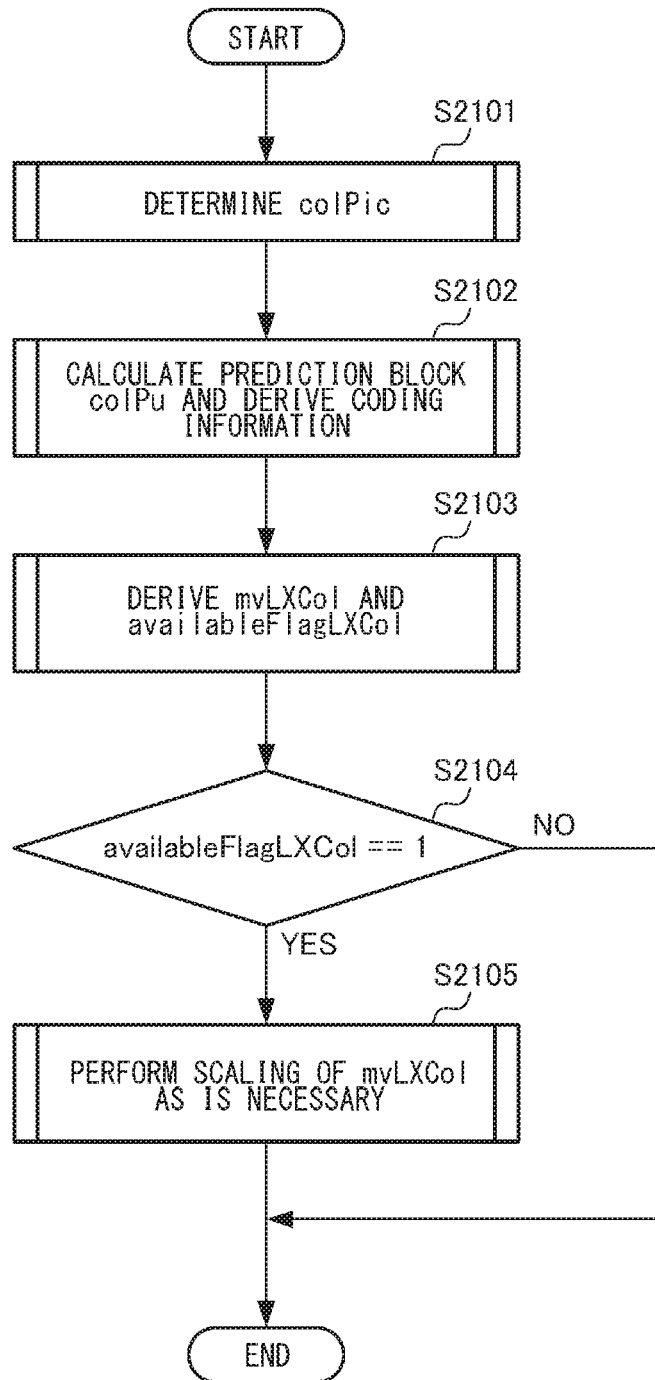 START
S2101
DETERMINE colPic
S2102
CALCULATE PREDICTION BLOCK
colPu AND DERIVE CODING
INFORMATION
S2103
DERIVE mvLXCol AND
availableFlagLXCol
S2104
availableFlagLXCol == 1
NO
YES
S2105
PERFORM SCALING OF mvLXCol
AS IS NECESSARY
END